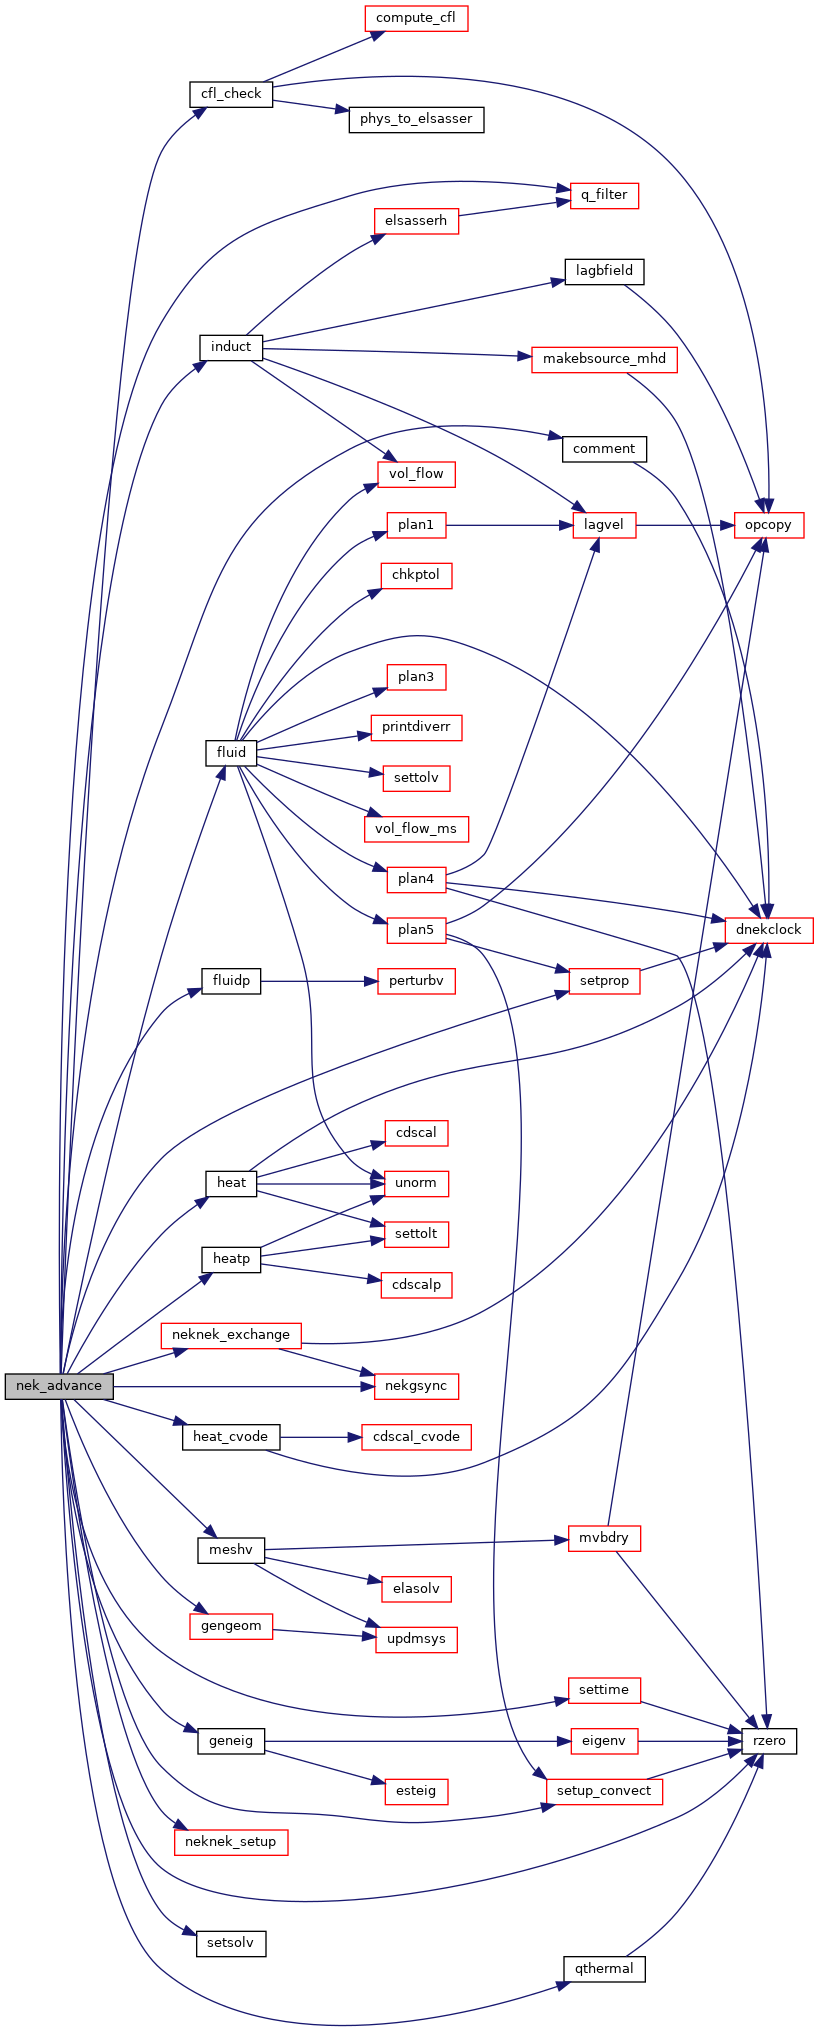 compute_cfl
cfl_check
phys_to_elsasser
q_filter
elsasserh
lagbfield
induct
makebsource_mhd
comment
vol_flow
plan1
lagvel
opcopy
chkptol
plan3
printdiverr
fluid
settolv
vol_flow_ms
plan4
plan5
dnekclock
fluidp
perturbv
setprop
cdscal
heat
unorm
settolt
heatp
cdscalp
neknek_exchange
nek_advance
nekgsync
heat_cvode
cdscal_cvode
mvbdry
meshv
elasolv
gengeom
updmsys
settime
geneig
eigenv
rzero
esteig
setup_convect
neknek_setup
setsolv
qthermal